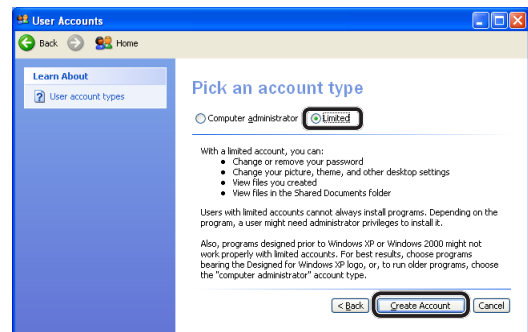 User Accounts
Back Home
Learn About
User account types
Pick an account type
Computer administrator Limited
With a limited account, you can:
• Change or remove your password
• Change your picture, theme, and other desktop settings
• View files you created
• View files in the Shared Documents folder
Users with limited accounts cannot always install programs. Depending on the
program, a user might need administrator privileges to install it.
Also, programs designed prior to Windows XP or Windows 2000 might not
work properly with limited accounts. For best results, choose programs
bearing the Designed for Windows XP logo, or, to run older programs, choose
the "computer administrator" account type.
< Back Create Account Cancel